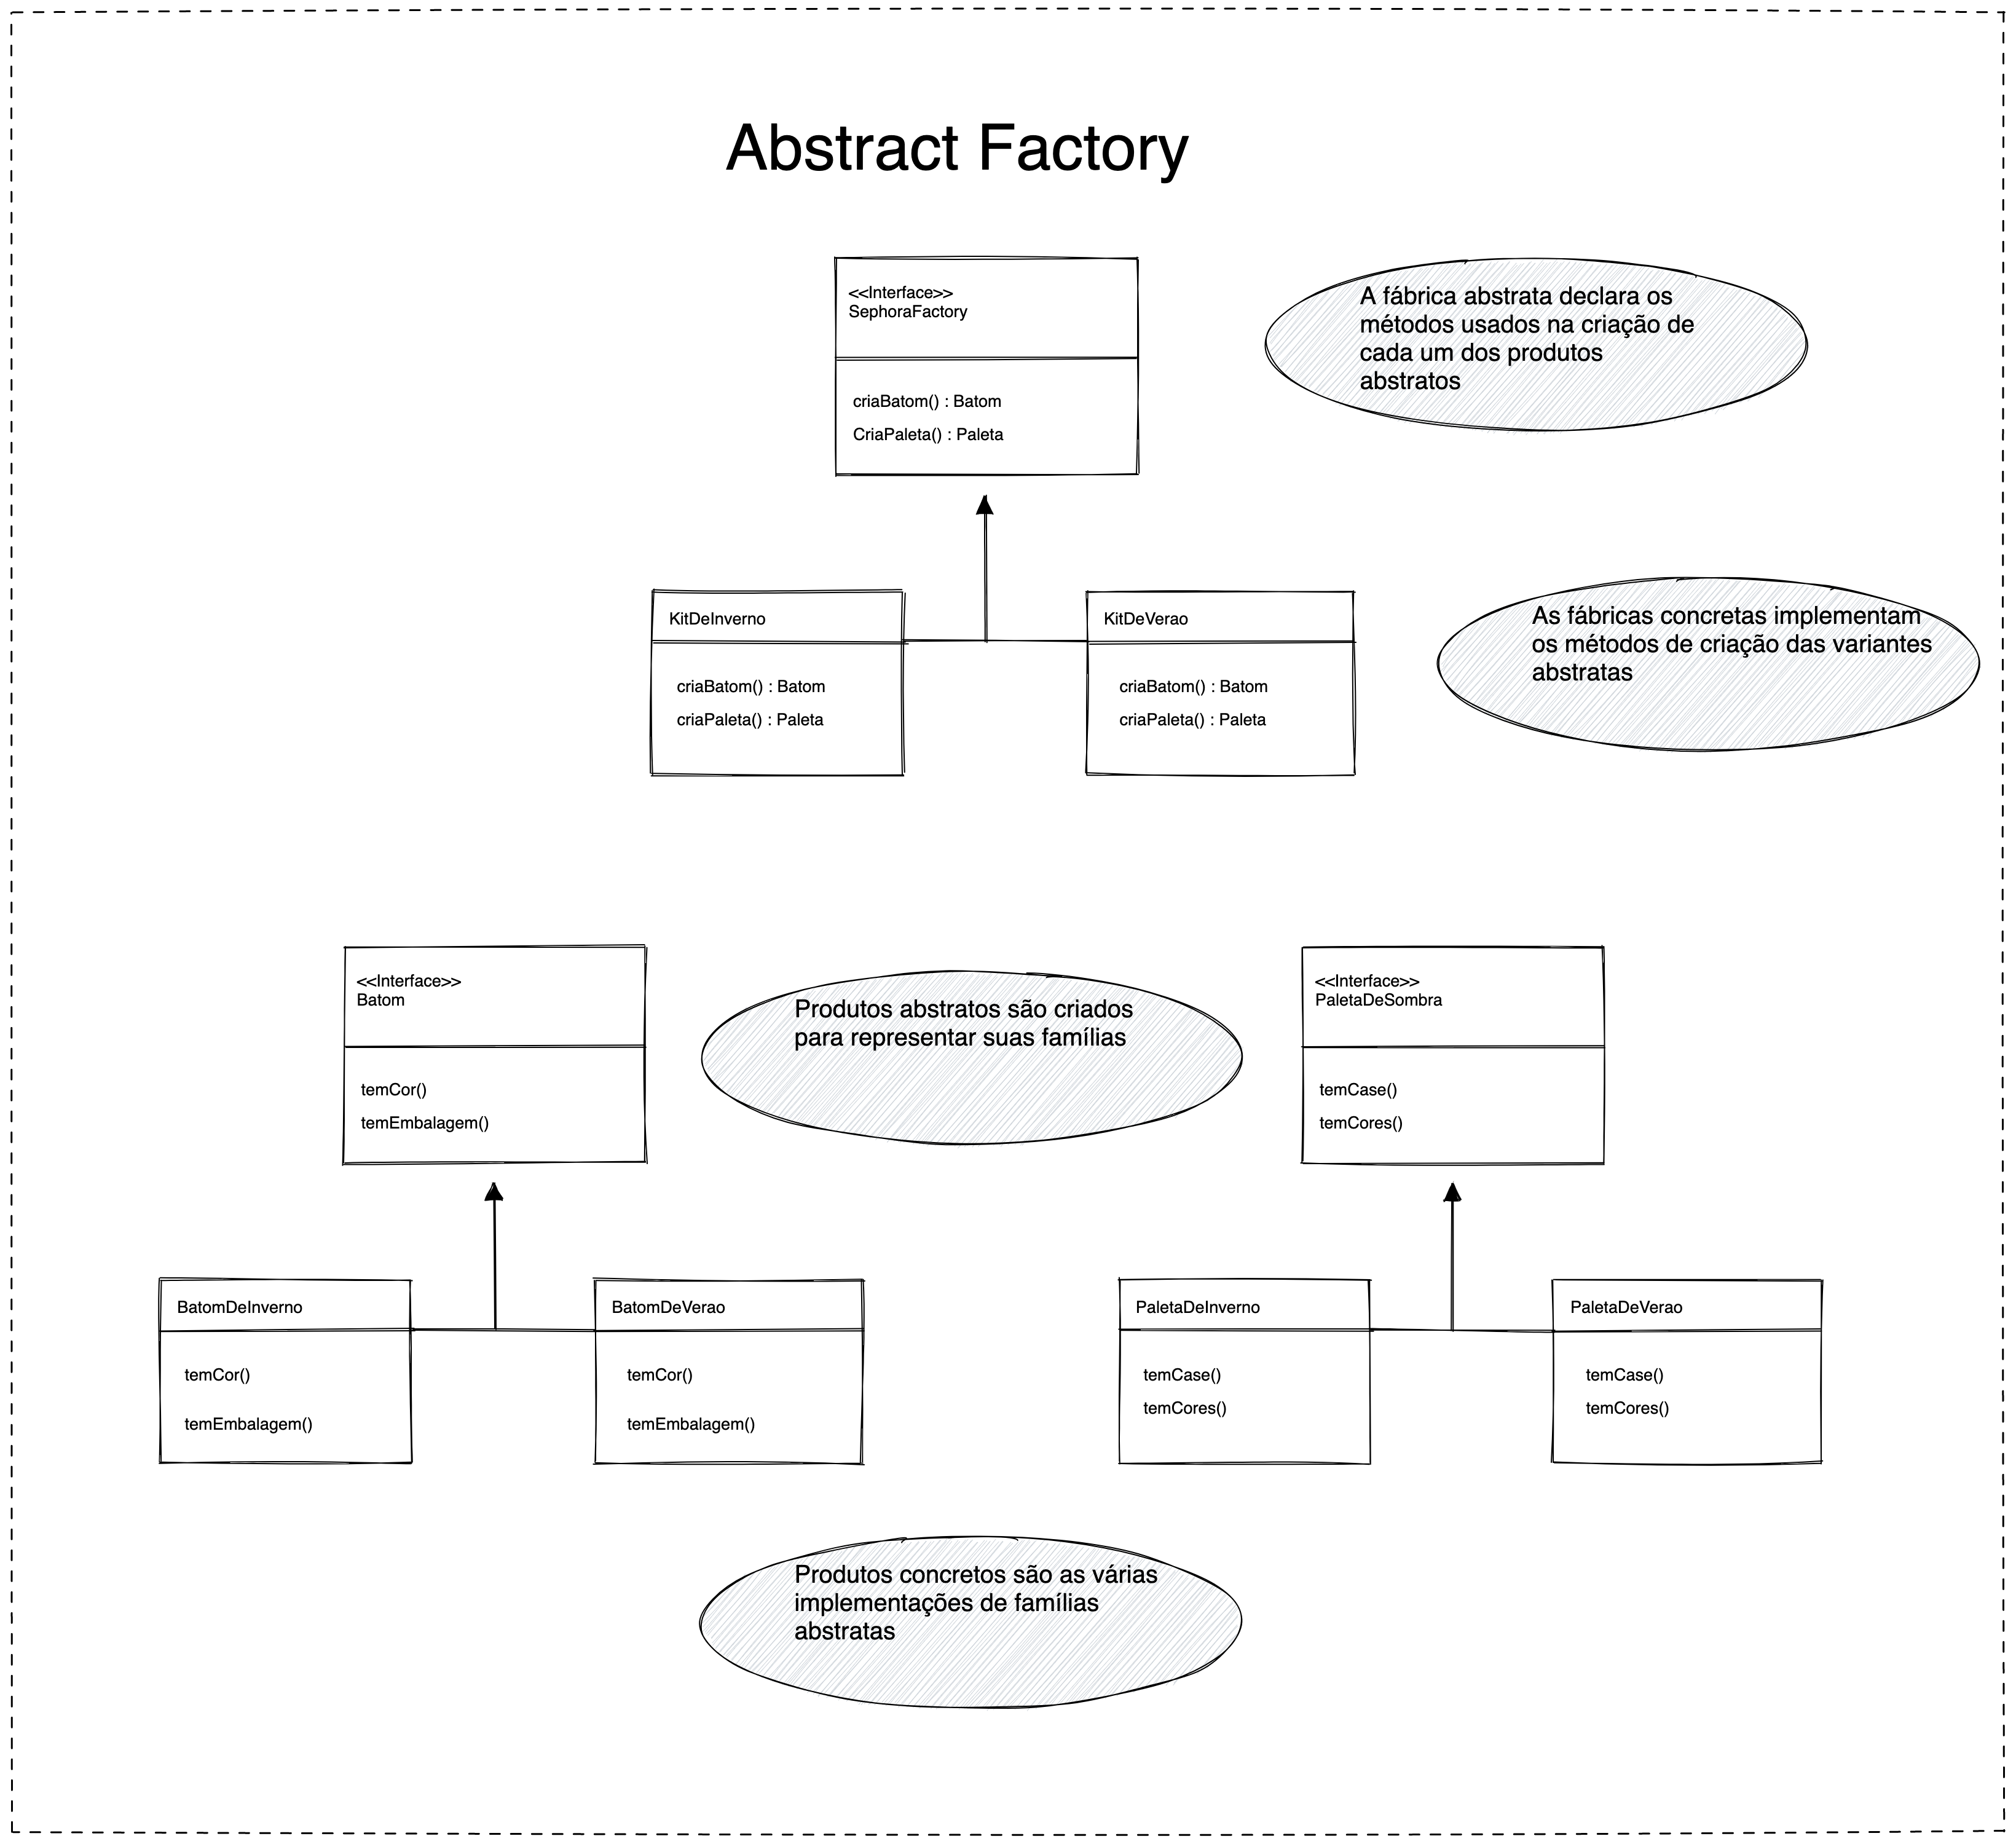 Abstract Factory
<<Interface>>
SephoraFactory
criaBatom() : Batom
CriaPaleta() : Paleta
A fábrica abstrata declara os
métodos usados na criação de
cada um dos produtos
abstratos
KitDeInverno
criaBatom() : Batom
criaPaleta() : Paleta
KitDeVerao
criaBatom() : Batom
criaPaleta() : Paleta
As fábricas concretas implementam
os métodos de criação das variantes
abstratas
<<Interface>>
Batom
temCor()
temEmbalagem()
Produtos abstratos são criados
para representar suas famílias
<<Interface>>
PaletaDeSombra
temCase()
temCores()
BatomDeInverno
temCor()
temEmbalagem()
BatomDeVerao
temCor()
temEmbalagem()
PaletaDeInverno
temCase()
temCores()
PaletaDeVerao
temCase()
temCores()
Produtos concretos são as várias
implementações de famílias
abstratas